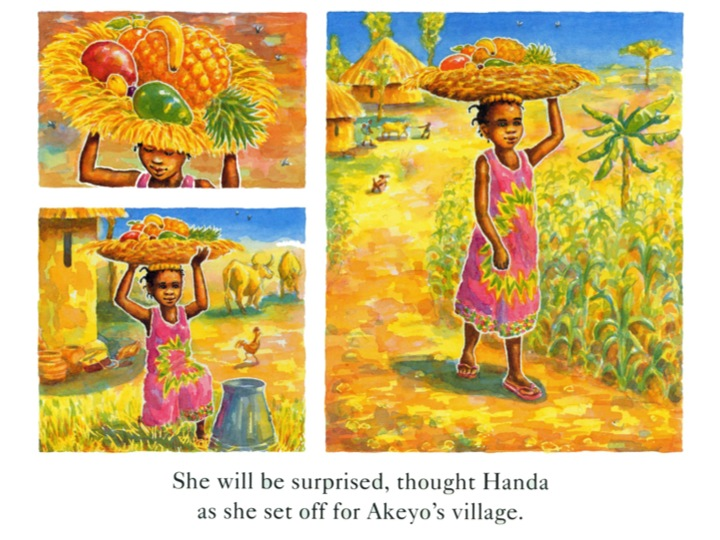 She will be surprised, thought Handa
as she set off for Akeyo’s village.